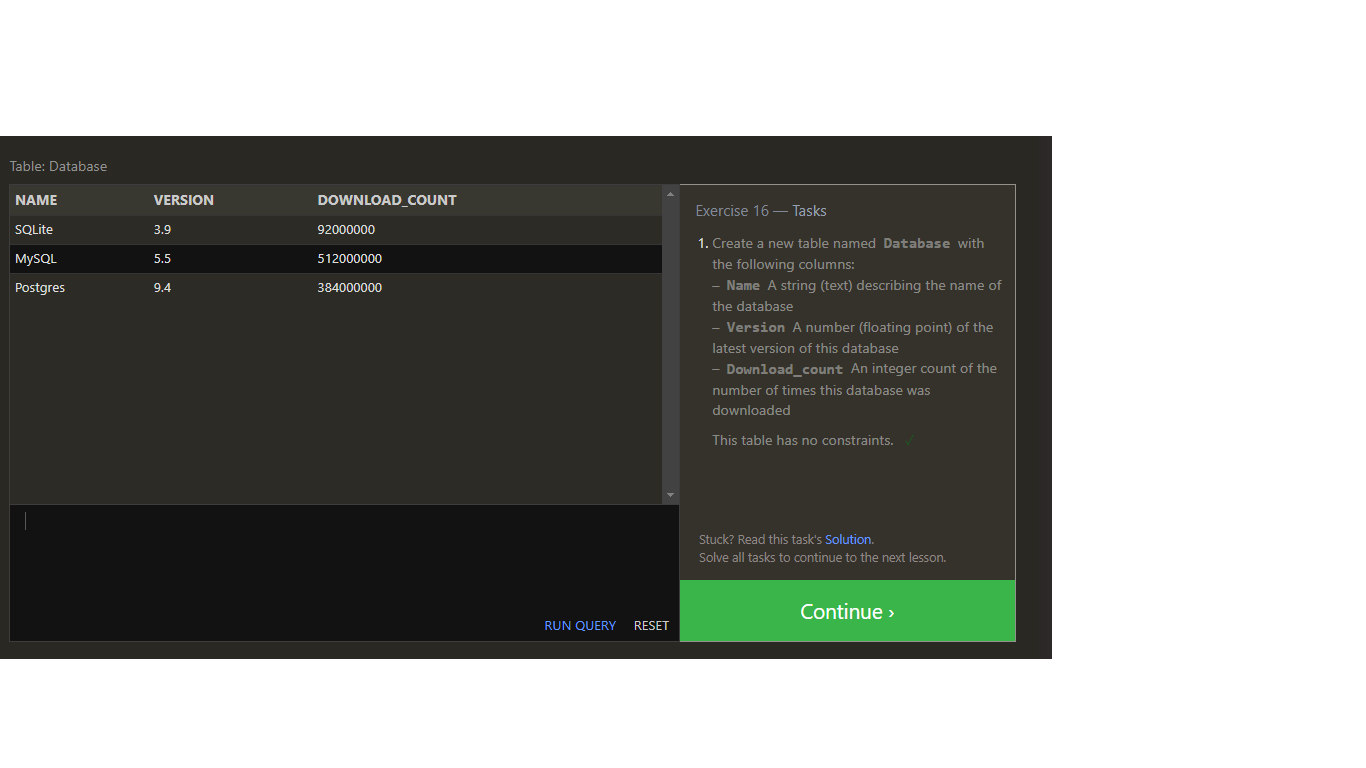 Table: Database
NAME VERSION DOWNLOAD_COUNT
SQLite 3.9 92000000
MySQL 5.5 512000000
Postgres 9.4 384000000
RUN QUERY RESET
Exercise 16 — Tasks
1. Create a new table named Database with
the following columns:
– Name A string (text) describing the name of
the database
– Version A number (floating point) of the
latest version of this database
– Download_count An integer count of the
number of times this database was
downloaded
This table has no constraints. ✓
Stuck? Read this task's Solution.
Solve all tasks to continue to the next lesson.
Continue ›